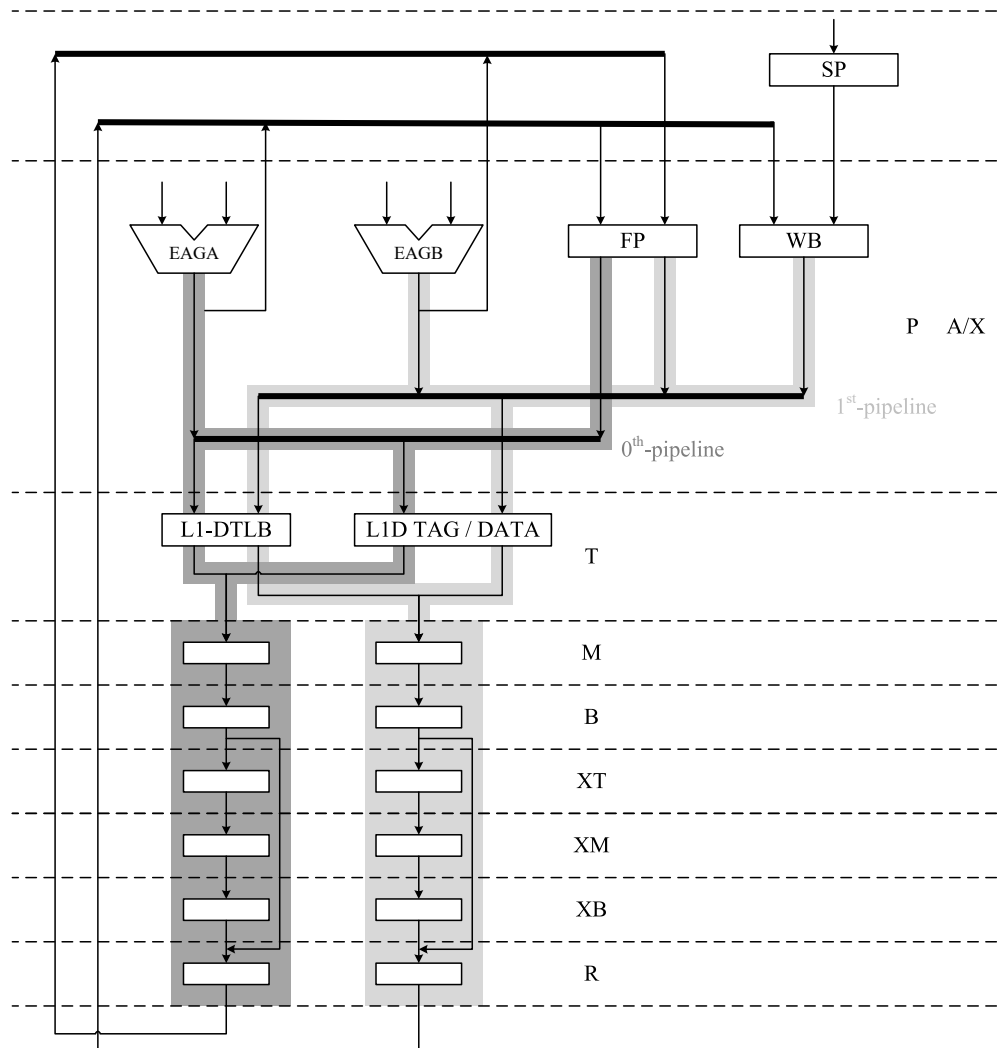 SP
EAGA EAGB FP WB
P A/X
1st-pipeline
0th-pipeline
L1-DTLB L1D TAG / DATA
T
M
B
XT
XM
XB
R